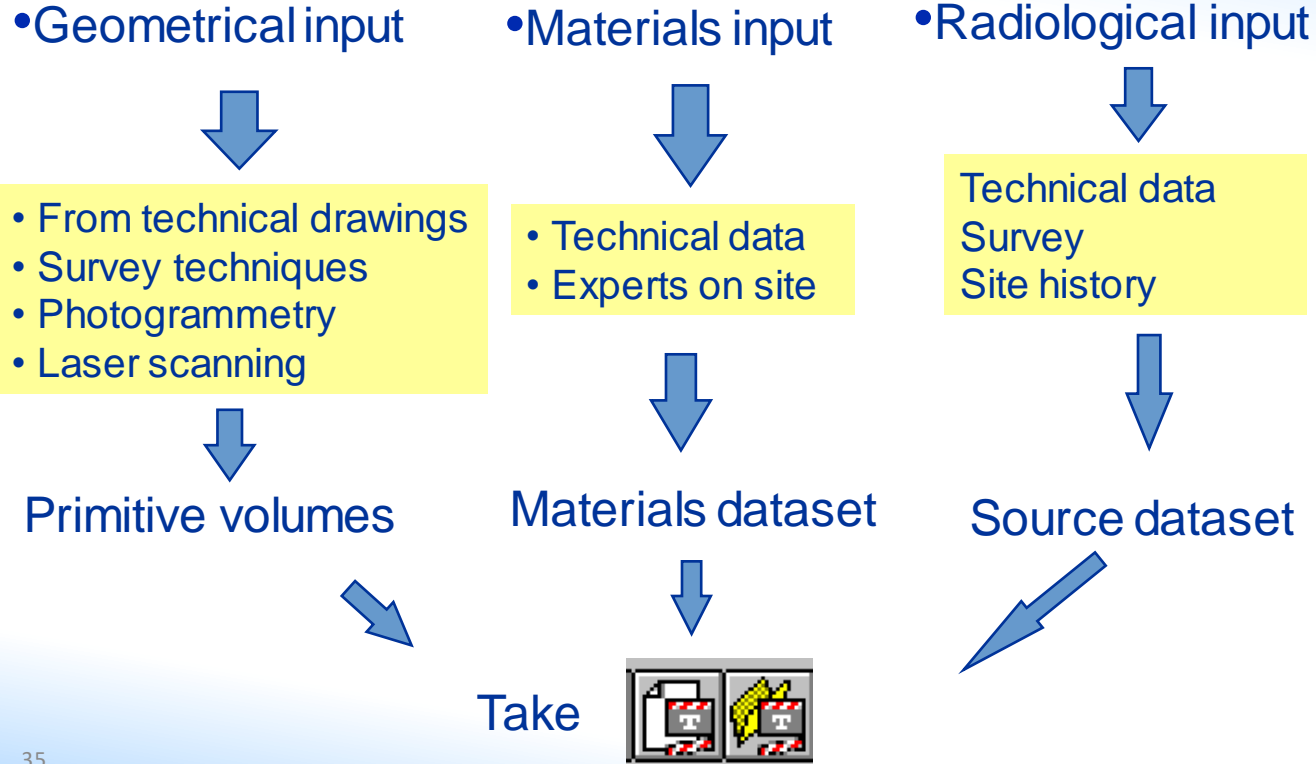 •Geometrical input
•Materials input
•Radiological input
• From technical drawings
• Survey techniques
• Photogrammetry
• Laser scanning
• Technical data
• Experts on site
Technical data
Survey
Site history
Primitive volumes
Materials dataset
Source dataset
Take
T
T
35